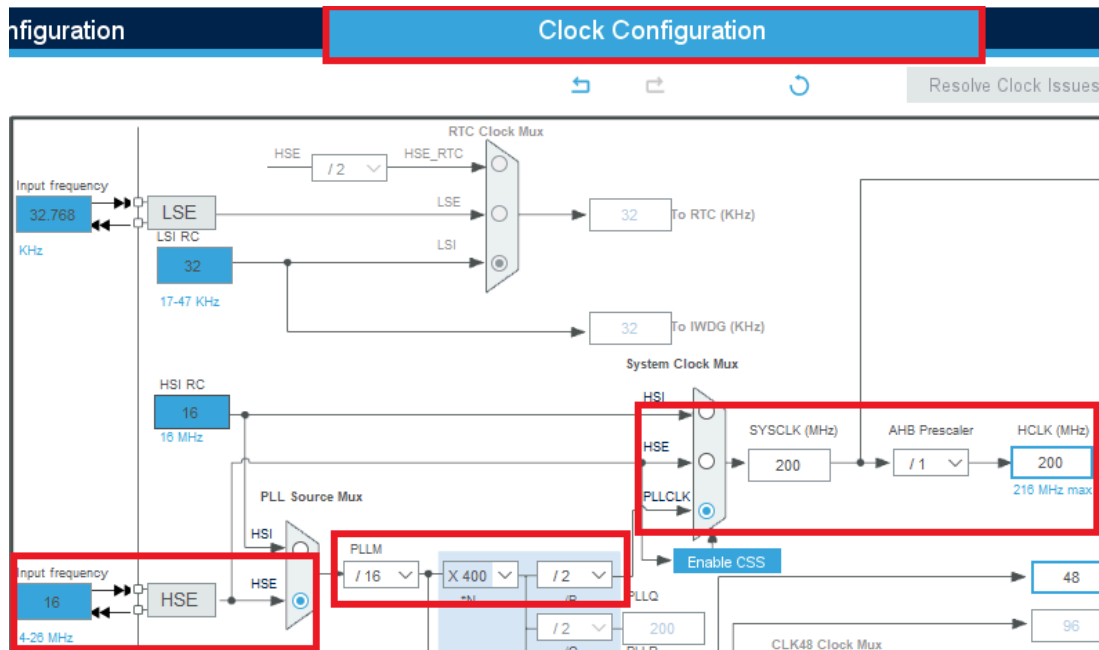 nfiguration
Clock Configuration
Resolve Clock Issues
RTC Clock Mux
HSE
/ 2
HSE_RTC
Input frequency
32.768
KHz
LSE
LSE
LSI RC
32
17-47 KHz
LSI
32
To RTC (KHz)
32
To IWDG (KHz)
System Clock Mux
HSI RC
16
16 MHz
HSI
HSE
PLLCLK
SYSCLK (MHz)
200
AHB Prescaler
/ 1
HCLK (MHz)
200
216 MHz max
Enable CSS
PLL Source Mux
HSI
HSE
Input frequency
16
4-26 MHz
HSE
PLLM
/ 16
X 400
/ 2
PLLQ
/ 2
200
48
96
CLK48 Clock Mux